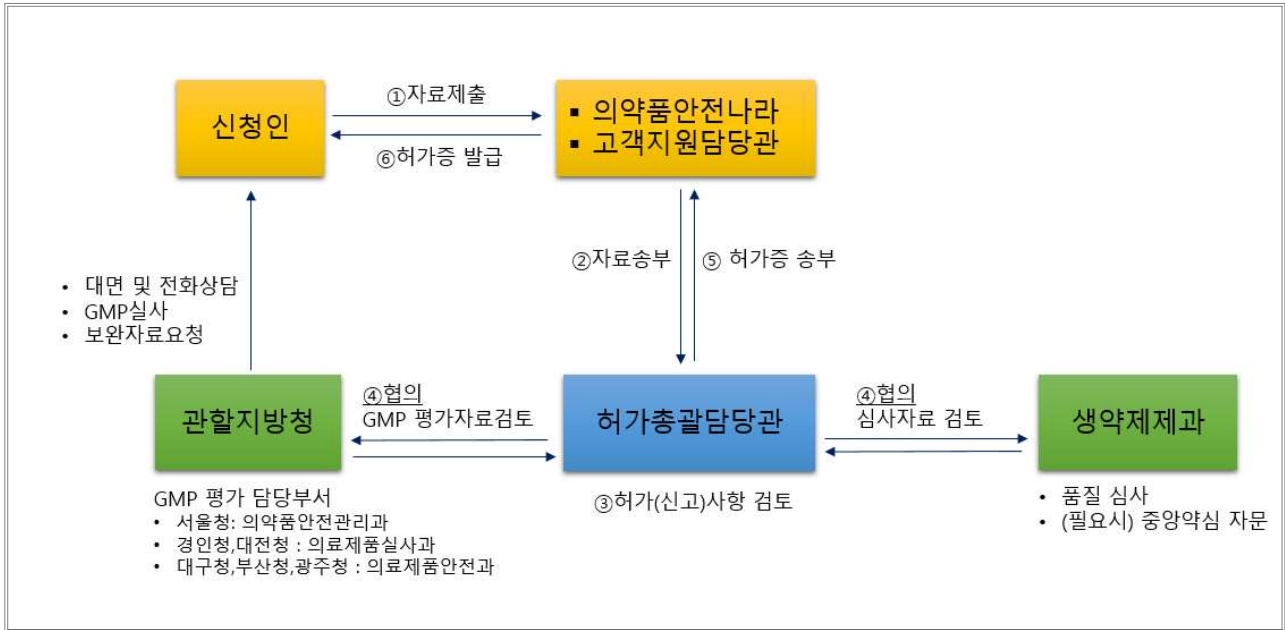 신청인
①자료제출
⑥허가증 발급
▪ 의약품안전나라
▪ 고객지원담당관
②자료송부
⑤ 허가증 송부
• 대면 및 전화상담
• GMP실사
• 보완자료요청
관할지방청
④협의
GMP 평가자료검토
허가총괄담당관
④협의
심사자료 검토
생약제제과
GMP 평가 담당부서
• 서울청: 의약품안전관리과
• 경인청,대전청 : 의료제품실사과
• 대구청,부산청,광주청 : 의료제품안전과
③허가(신고)사항 검토
• 품질 심사
• (필요시) 중앙약심 자문